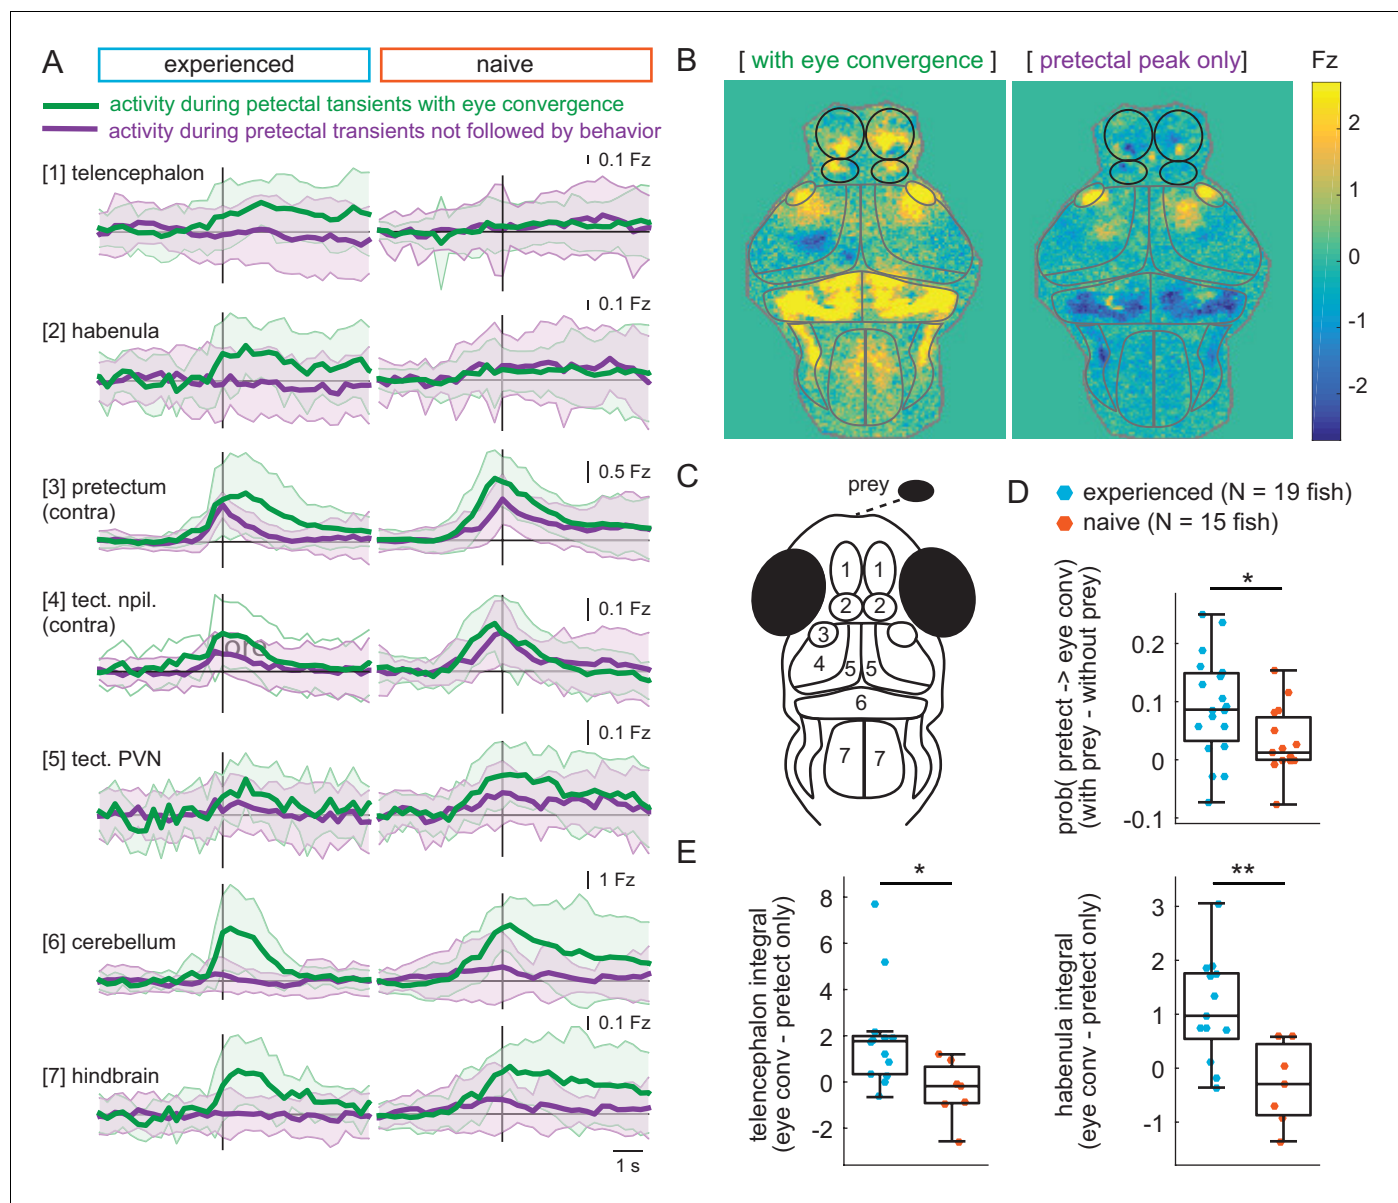 A
experienced
naive
activity during petectal tansients with eye convergence
activity during pretectal transients not followed by behavior
[1] telencephalon
0.1 Fz
[2] habenula
0.1 Fz
[3] pretectum
(contra)
0.5 Fz
[4] tect. npil.
(contra)
0.1 Fz
[5] tect. PVN
0.1 Fz
[6] cerebellum
1 Fz
[7] hindbrain
0.1 Fz
1 s
B
[ with eye convergence ]
[ pretectal peak only]
Fz
2
1
0
-1
-2
C
prey
1 1
2 2
3
4
5 5
6
7 7
D
experienced (N = 19 fish)
naive (N = 15 fish)
prob( pretect -> eye conv)
(with prey - without prey)
*
0.2
0.1
0
-0.1
E
telencephalon integral
(eye conv - pretect only)
*
8
6
4
2
0
-2
habenula integral
(eye conv - pretect only)
**
3
2
1
0
-1